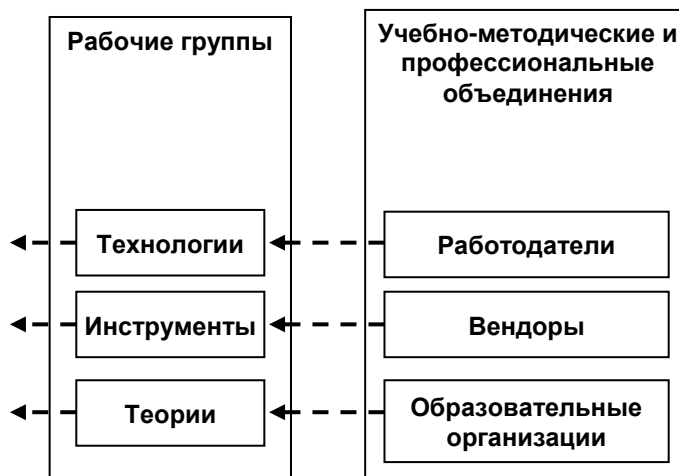 Рабочие группы
Технологии
Инструменты
Теории
Учебно-методические и
профессиональные
объединения
Работодатели
Вендоры
Образовательные
организации